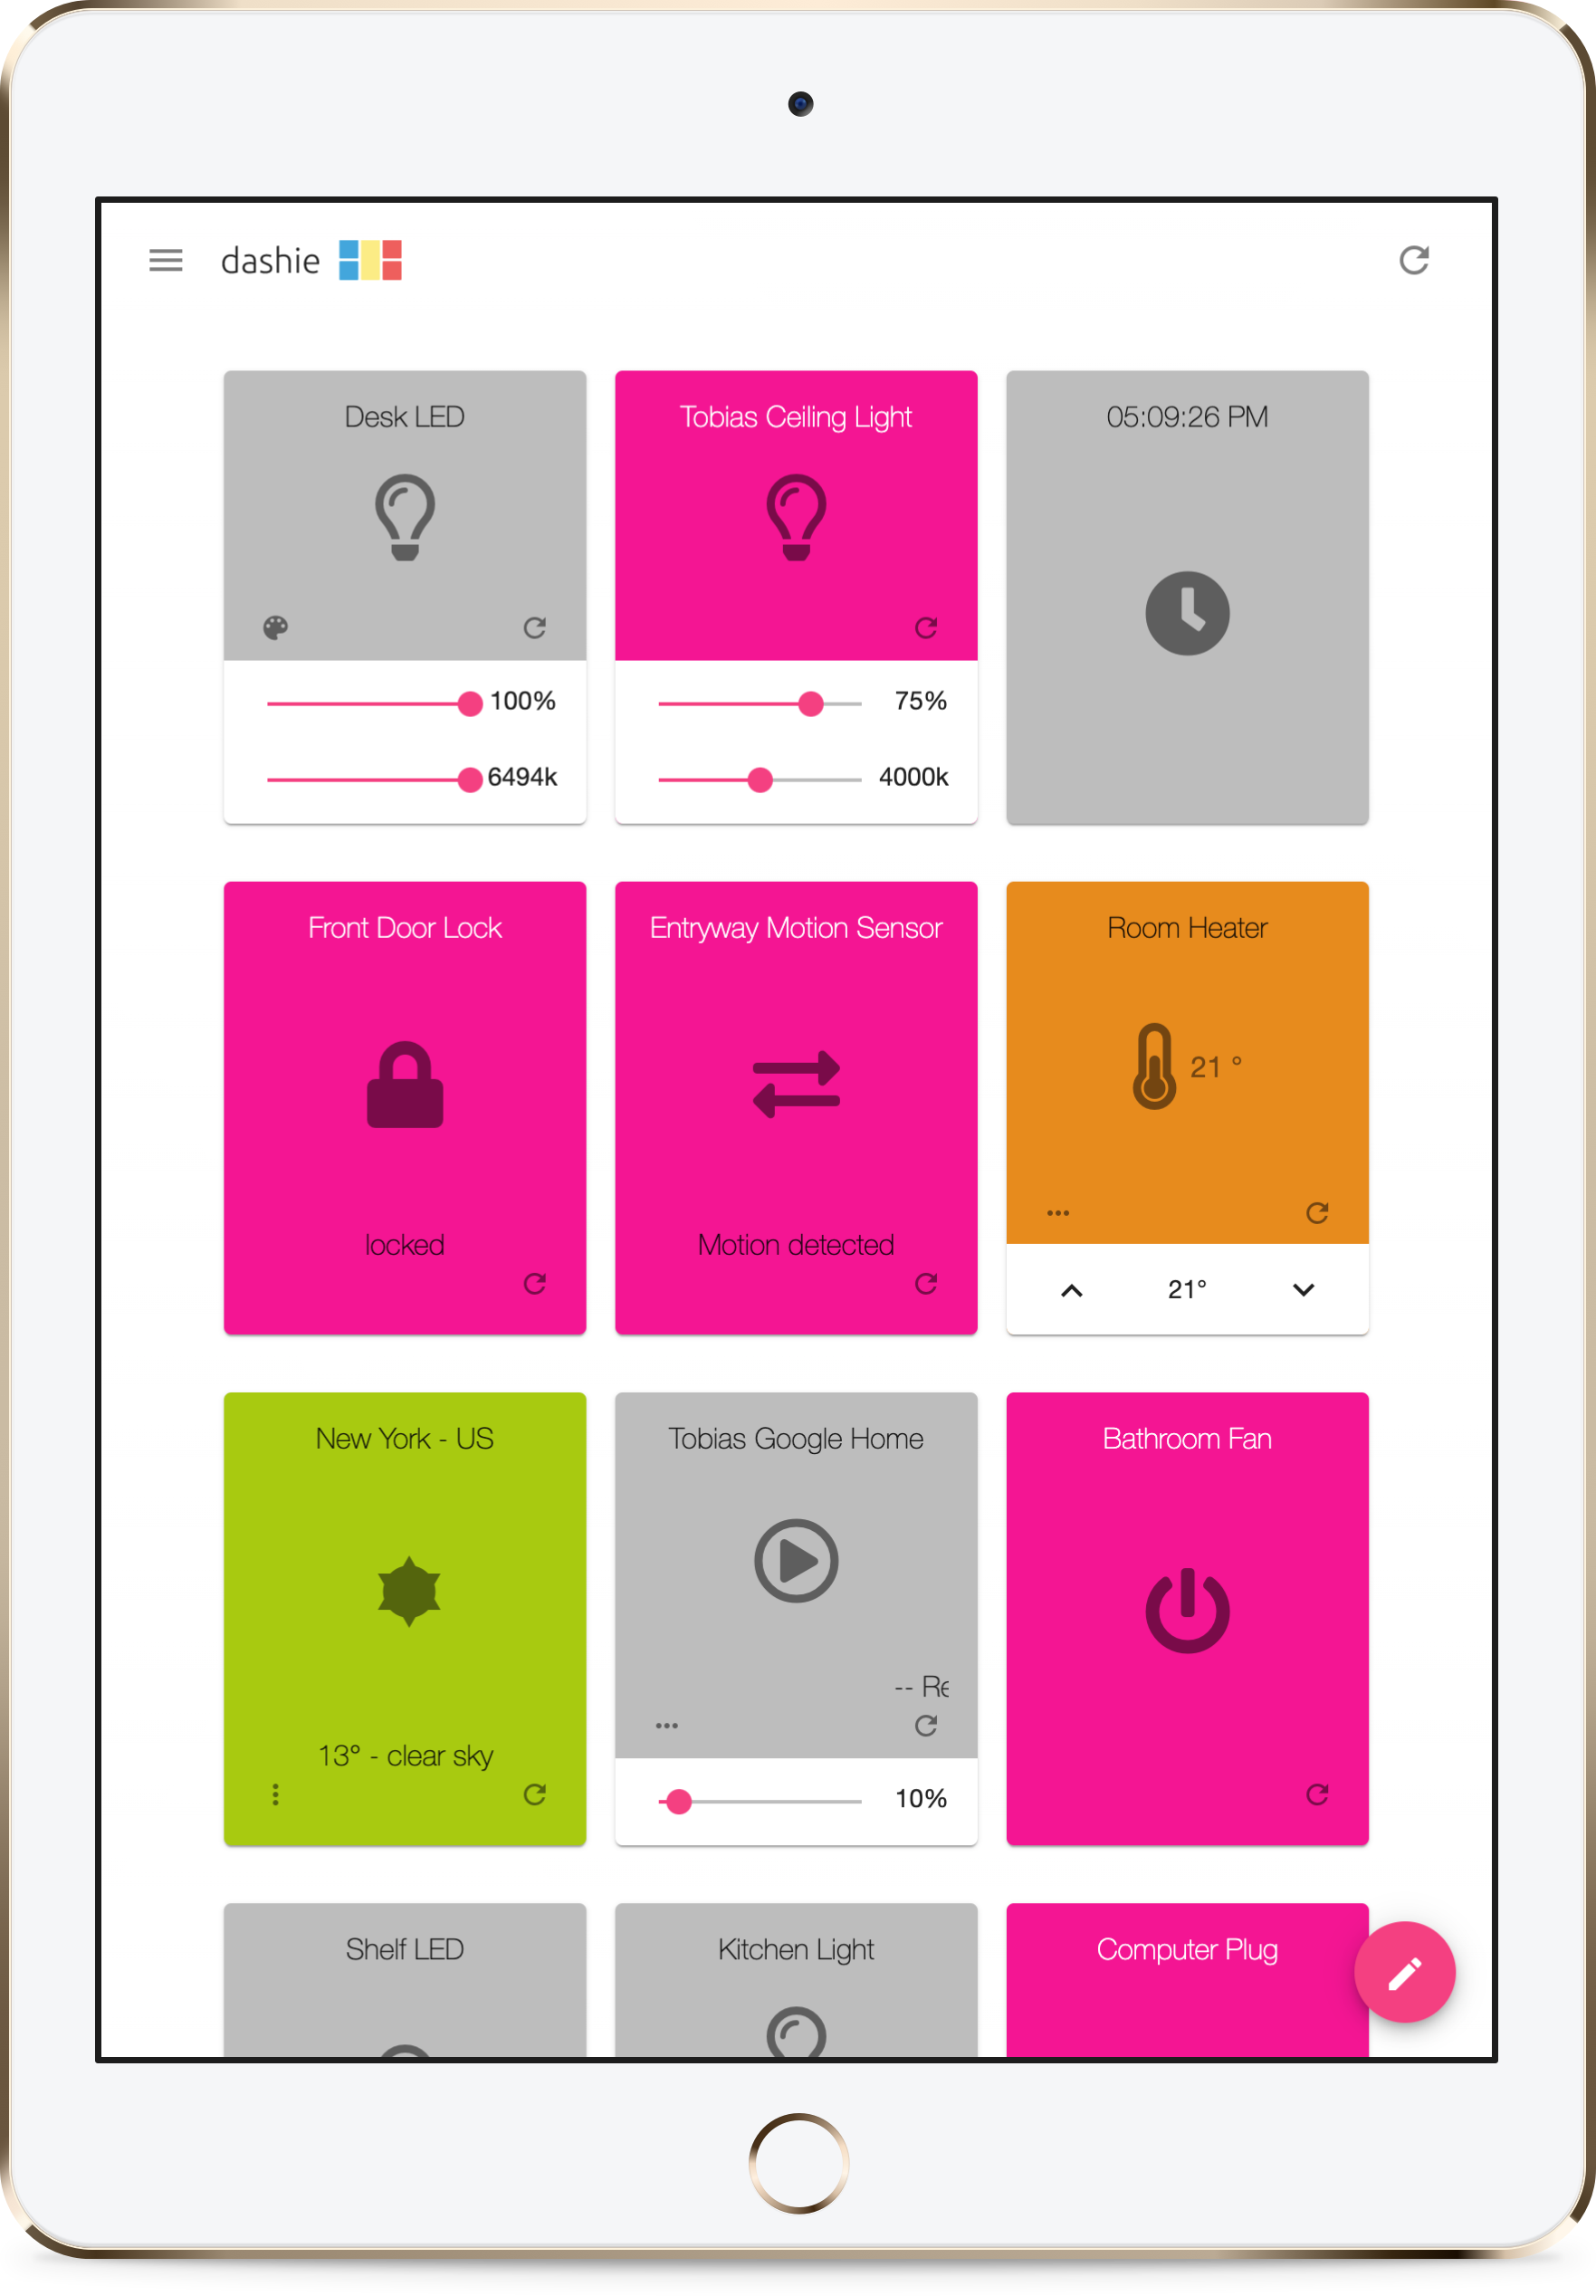 dashie
Desk LED
100%
6494k
Tobias Ceiling Light
75%
4000k
05:09:26 PM
Front Door Lock
locked
Entryway Motion Sensor
Motion detected
Room Heater
21 °
21°
New York - US
13° - clear sky
Tobias Google Home
-- Re
10%
Bathroom Fan
Shelf LED
Kitchen Light
Computer Plug